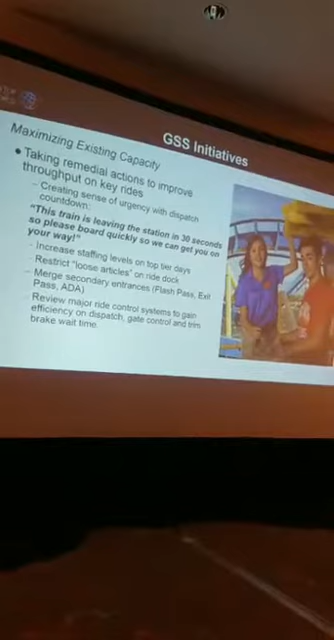 GSS Initiatives
Maximizing Existing Capacity
• Taking remedial actions to improve
throughput on key rides
- Creating sense of urgency with dispatch
countdown:
"This train is leaving the station in 30 seconds
so please board quickly so we can get you on
your way!"
- Increase staffing levels on top tier days
- Restrict "loose articles" on ride dock
- Merge secondary entrances (Flash Pass, Exit
Pass, ADA)
- Review major ride control systems to gain
efficiency on dispatch, gate control and trim
brake wait time.